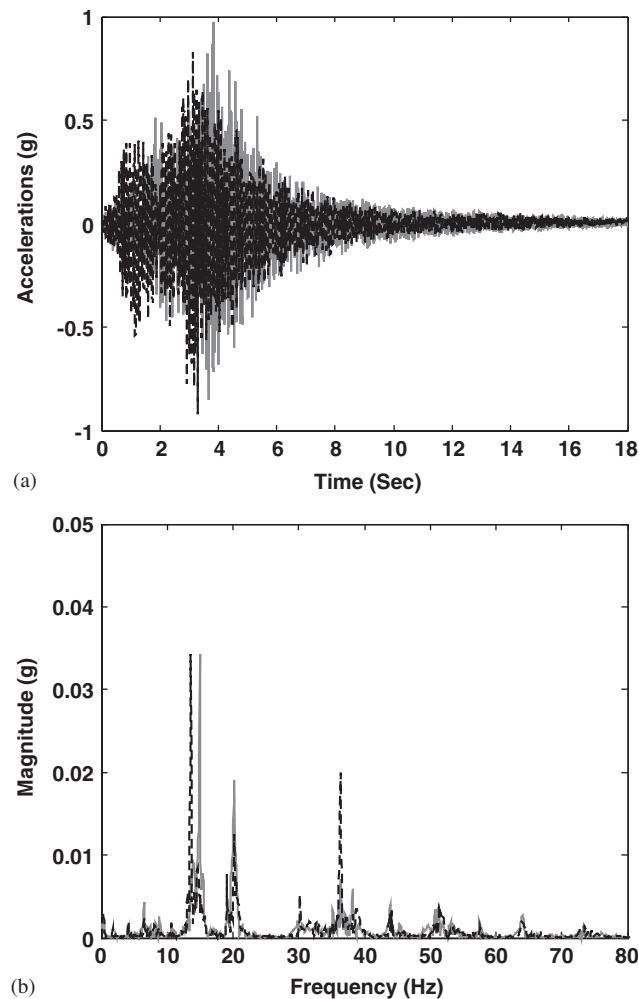 1
0.5
0
-0.5
-1
Accelerations (g)
0 2 4 6 8 10 12 14 16 18
(a)
Time (Sec)
0.05
0.04
0.03
0.02
0.01
0
Magnitude (g)
0 10 20 30 40 50 60 70 80
(b)
Frequency (Hz)